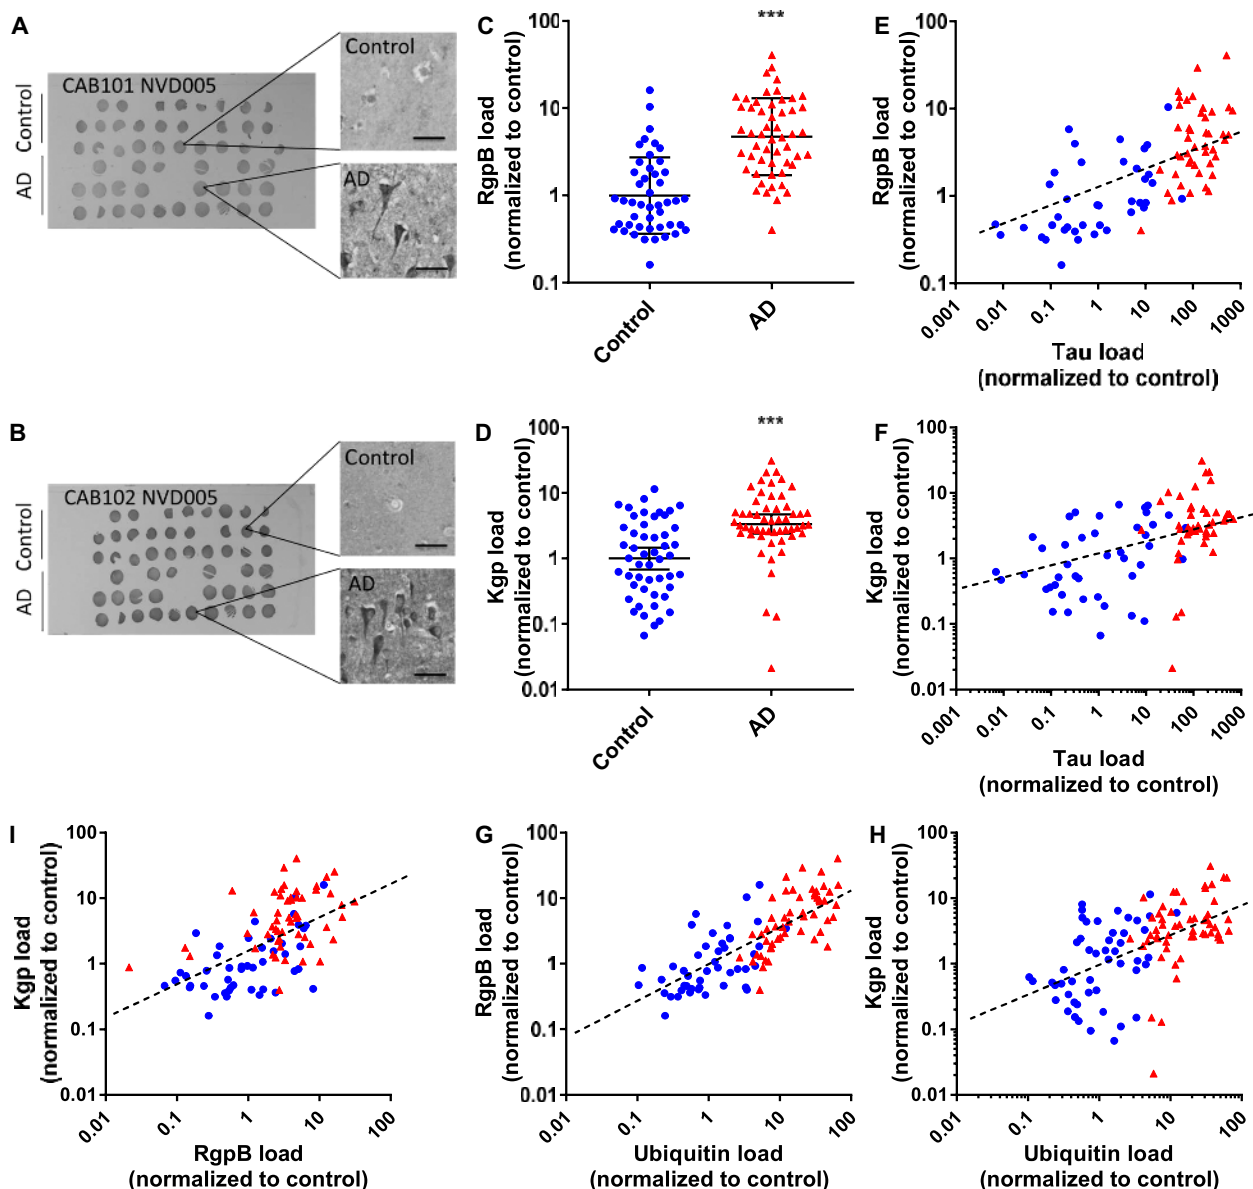 A
CAB101 NVD005
Control
AD
Control
AD
C
***
RgpB load
(normalized to control)
100
10
1
0.1
Control
AD
E
RgpB load
(normalized to control)
100
10
1
0.1
0.001
0.01
0.1
1
10
100
1000
Tau load
(normalized to control)
B
CAB102 NVD005
Control
AD
Control
AD
D
***
Kgp load
(normalized to control)
100
10
1
0.1
0.01
Control
AD
F
Kgp load
(normalized to control)
100
10
1
0.1
0.01
0.001
0.01
0.1
1
10
100
1000
Tau load
(normalized to control)
I
Kgp load
(normalized to control)
100
10
1
0.1
0.01
0.01
0.1
1
10
100
RgpB load
(normalized to control)
G
RgpB load
(normalized to control)
100
10
1
0.1
0.01
0.01
0.1
1
10
100
Ubiquitin load
(normalized to control)
H
Kgp load
(normalized to control)
100
10
1
0.1
0.01
0.01
0.1
1
10
100
Ubiquitin load
(normalized to control)